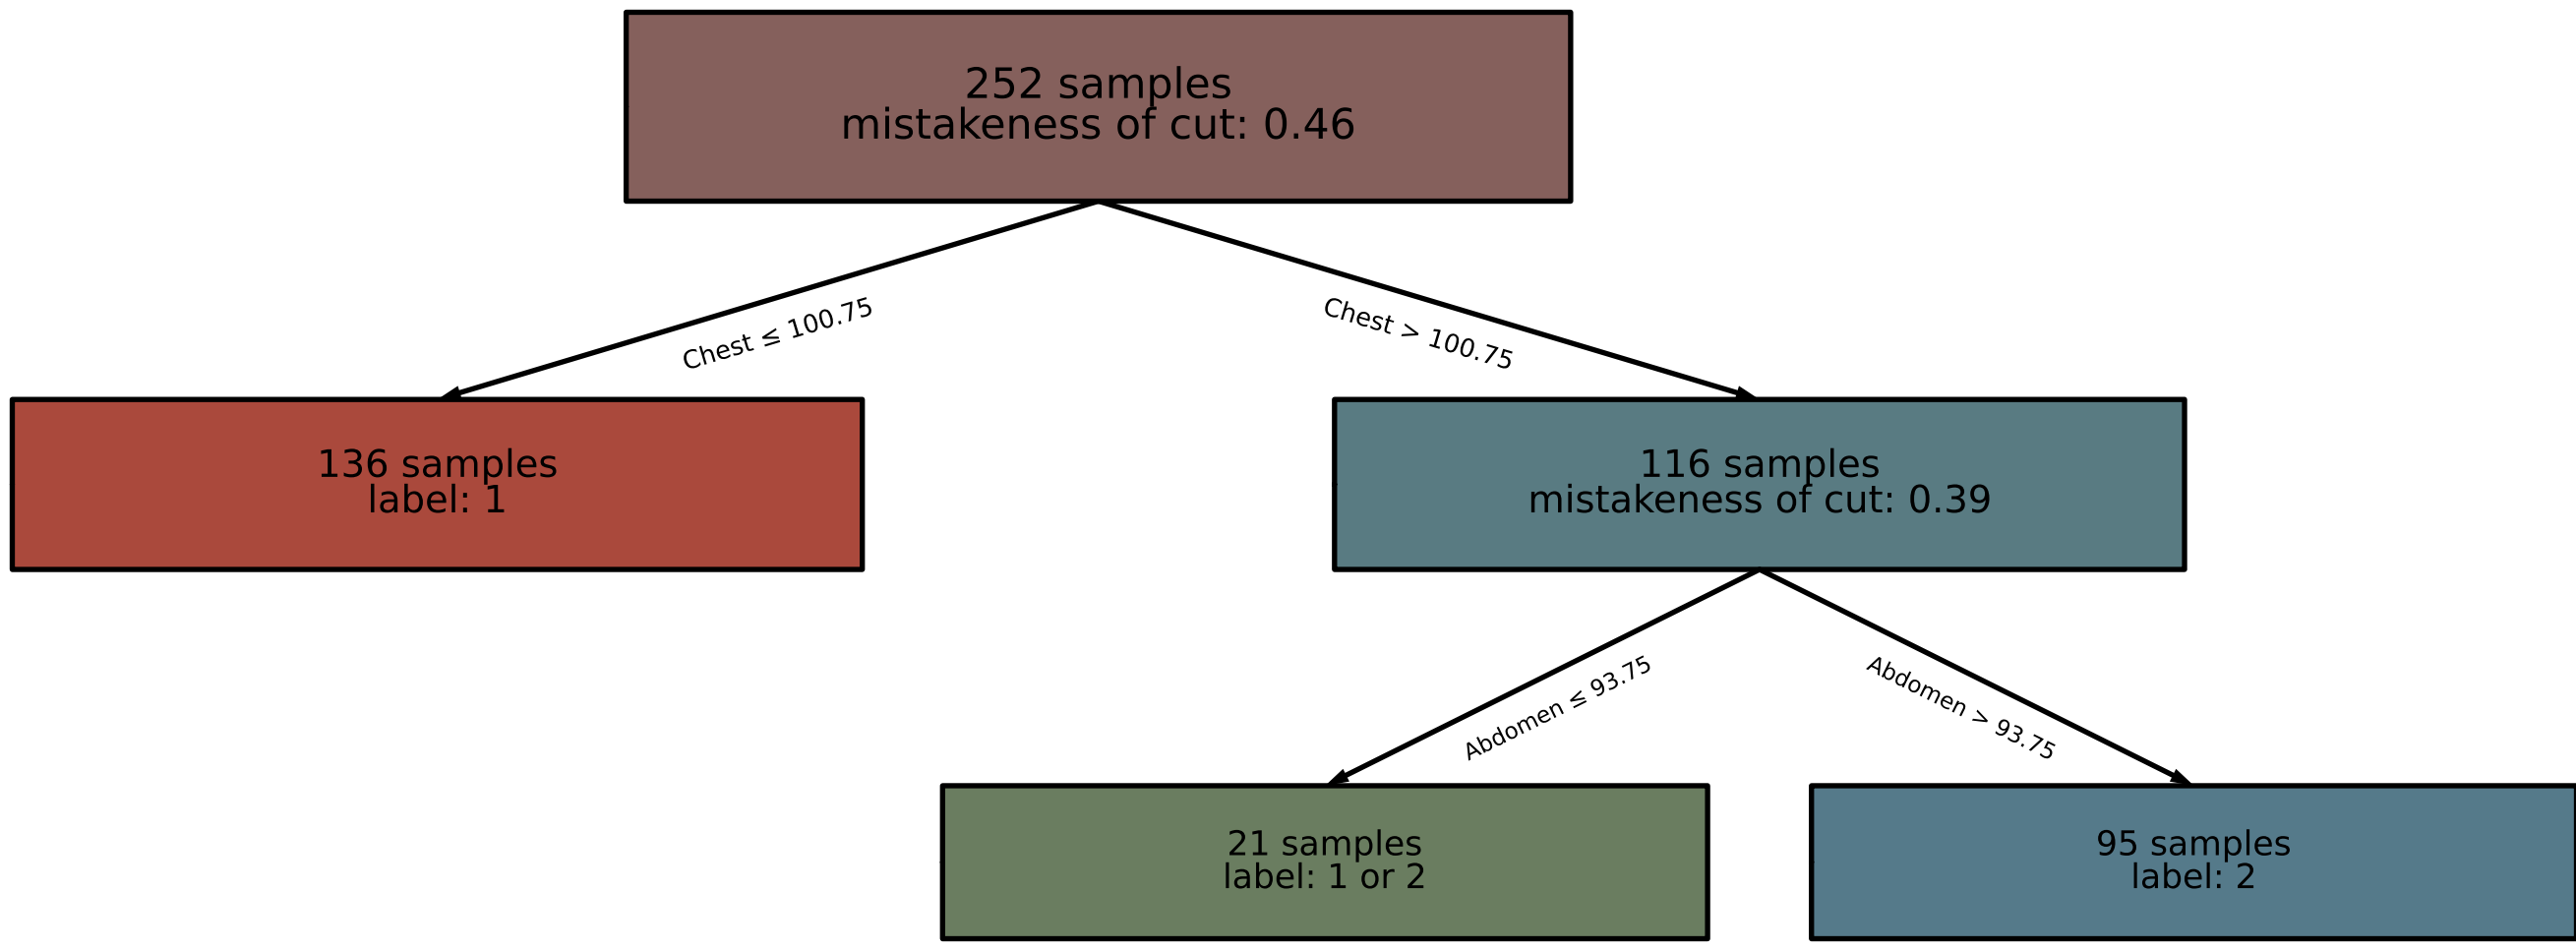 252 samples
mistakeness of cut: 0.46
Chest ≤ 100.75
Chest > 100.75
136 samples
label: 1
116 samples
mistakeness of cut: 0.39
Abdomen ≤ 93.75
Abdomen > 93.75
21 samples
label: 1 or 2
95 samples
label: 2